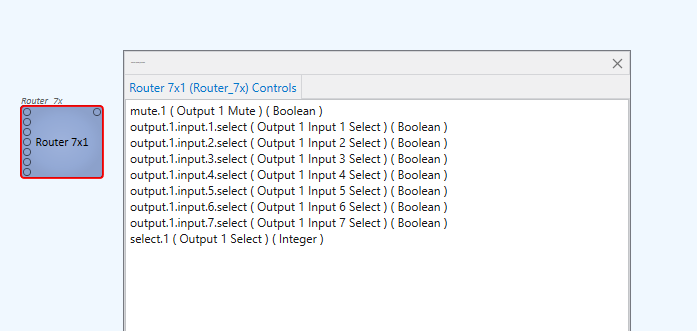 Router 7x1 (Router_7x) Controls
Router_7x
Router 7x1
mute.1 ( Output 1 Mute ) ( Boolean )
output.1.input.1.select ( Output 1 Input 1 Select ) ( Boolean )
output.1.input.2.select ( Output 1 Input 2 Select ) ( Boolean )
output.1.input.3.select ( Output 1 Input 3 Select ) ( Boolean )
output.1.input.4.select ( Output 1 Input 4 Select ) ( Boolean )
output.1.input.5.select ( Output 1 Input 5 Select ) ( Boolean )
output.1.input.6.select ( Output 1 Input 6 Select ) ( Boolean )
output.1.input.7.select ( Output 1 Input 7 Select ) ( Boolean )
select.1 ( Output 1 Select ) ( Integer )